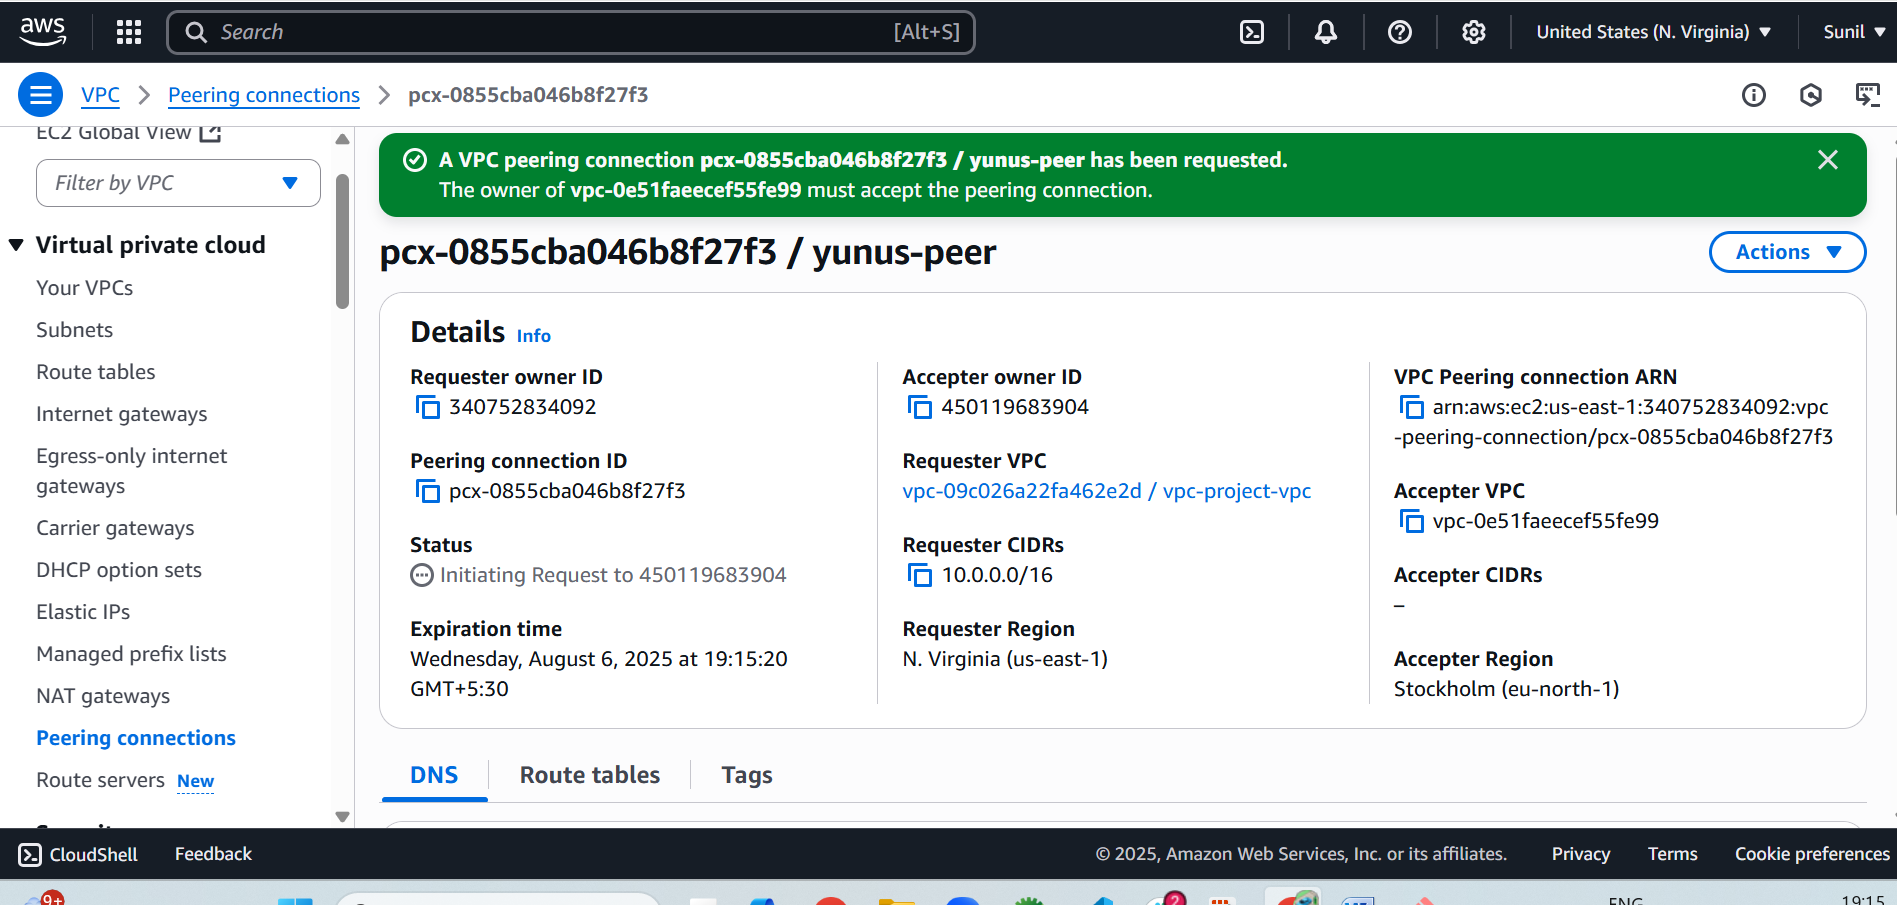 aws
Search
[Alt+S]
United States (N. Virginia)
Sunil
VPC
Peering connections
pcx-0855cba046b8f27f3
EC2 Global View
Filter by VPC
Virtual private cloud
Your VPCs
Subnets
Route tables
Internet gateways
Egress-only internet
gateways
Carrier gateways
DHCP option sets
Elastic IPs
Managed prefix lists
NAT gateways
Peering connections
Route servers New
A VPC peering connection pcx-0855cba046b8f27f3 / yunus-peer has been requested.
The owner of vpc-0e51faeecef55fe99 must accept the peering connection.
pcx-0855cba046b8f27f3 / yunus-peer
Actions
Details Info
Requester owner ID
340752834092
Peering connection ID
pcx-0855cba046b8f27f3
Status
Initiating Request to 450119683904
Expiration time
Wednesday, August 6, 2025 at 19:15:20
GMT+5:30
Accepter owner ID
450119683904
Requester VPC
vpc-09c026a22fa462e2d / vpc-project-vpc
Requester CIDRs
10.0.0.0/16
Requester Region
N. Virginia (us-east-1)
VPC Peering connection ARN
arn:aws:ec2:us-east-1:340752834092:vpc
-peering-connection/pcx-0855cba046b8f27f3
Accepter VPC
vpc-0e51faeecef55fe99
Accepter CIDRs
–
Accepter Region
Stockholm (eu-north-1)
DNS
Route tables
Tags
CloudShell
Feedback
© 2025, Amazon Web Services, Inc. or its affiliates.
Privacy
Terms
Cookie preferences
9+
2
ENG
19:15